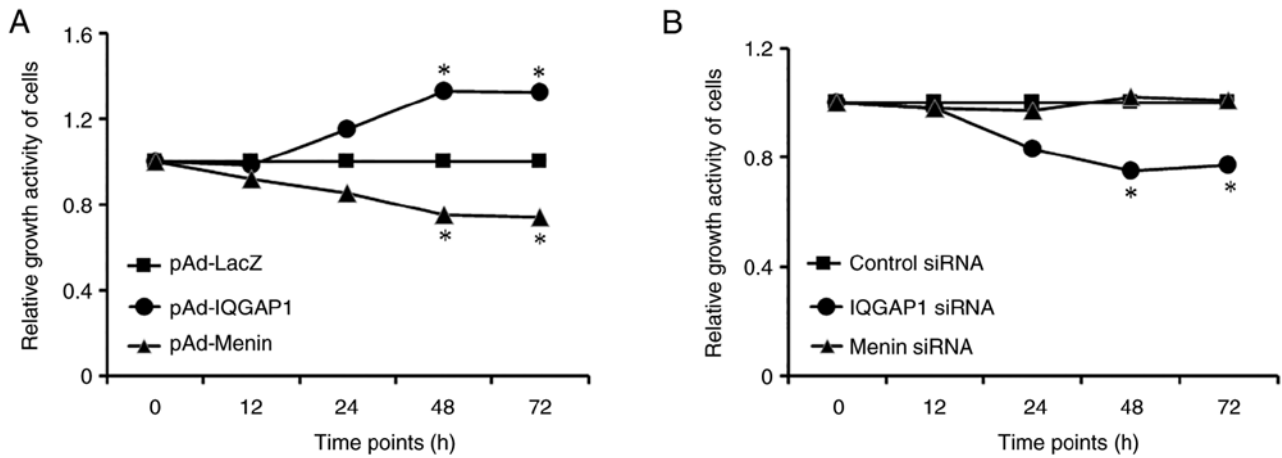 A
Relative growth activity of cells
1.6
1.2
0.8
0.4
0
* *
* *
pAd-LacZ
pAd-IQGAP1
pAd-Menin
0 12 24 48 72
Time points (h)
B
Relative growth activity of cells
1.2
0.8
0.4
0
* *
Control siRNA
IQGAP1 siRNA
Menin siRNA
0 12 24 48 72
Time points (h)